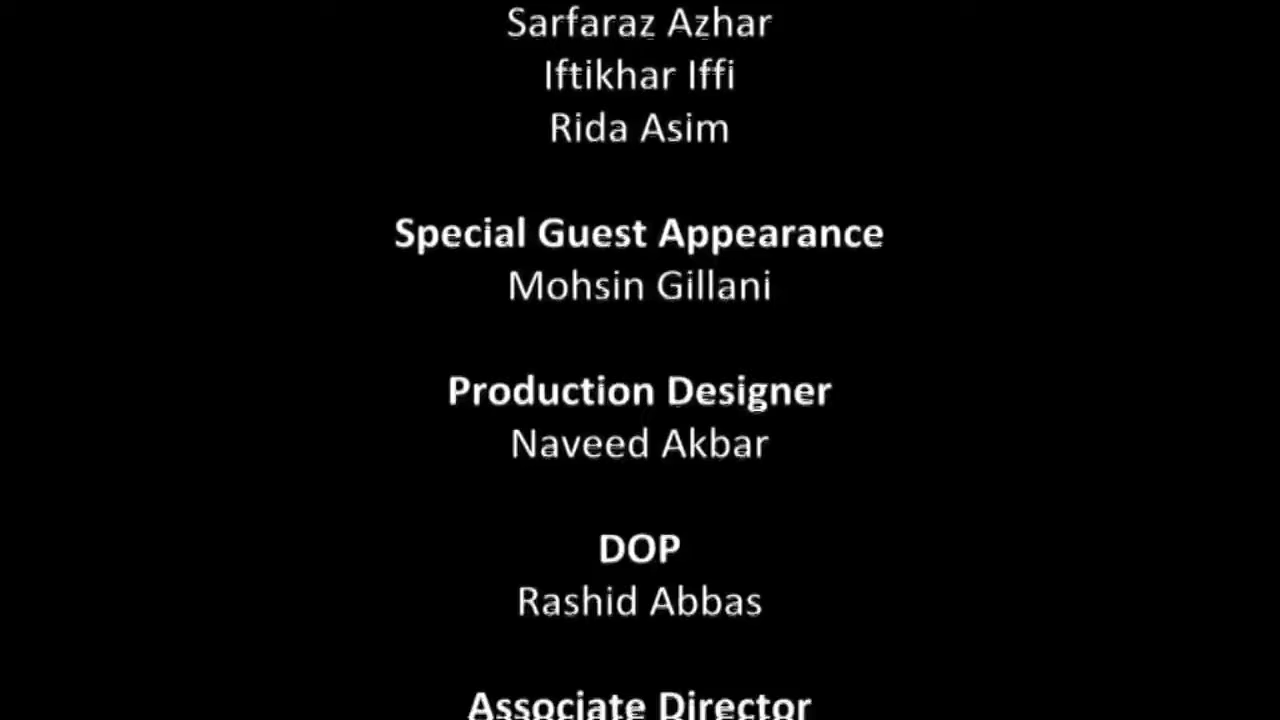 Sarfaraz Azhar
Iftikhar Iffi
Rida Asim
Special Guest Appearance
Mohsin Gillani
Production Designer
Naveed Akbar
DOP
Rashid Abbas
Associate Director